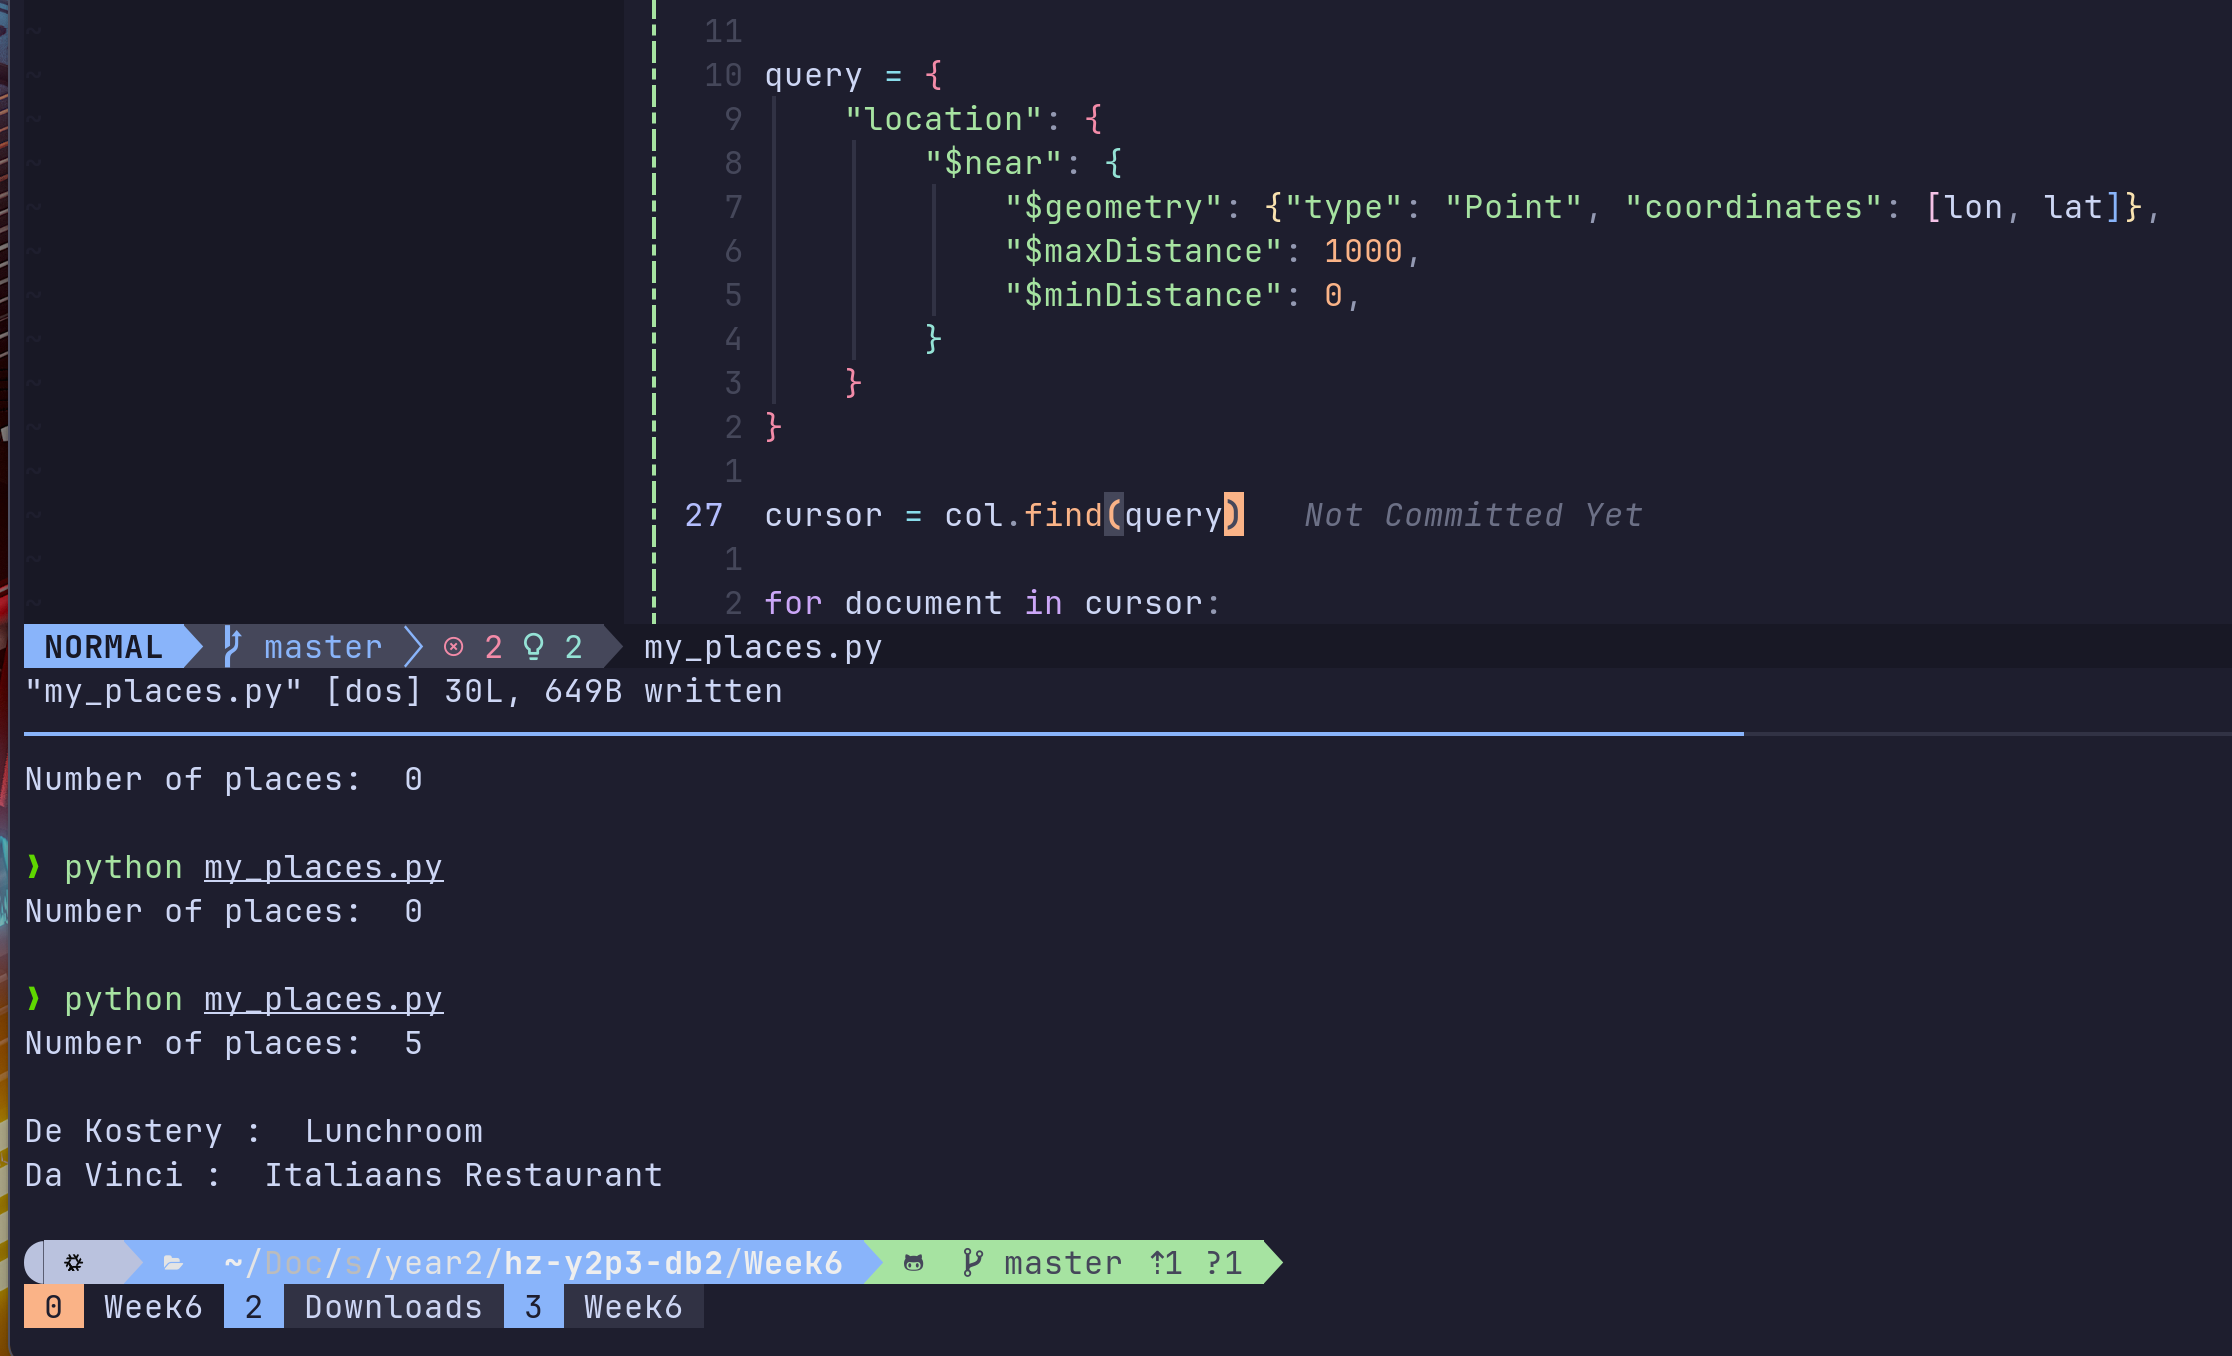 11
10 query = {
9     "location": {
8         "$near": {
7             "$geometry": {"type": "Point", "coordinates": [lon, lat]},
6             "$maxDistance": 1000,
5             "$minDistance": 0,
4         }
3     }
2 }
1
27 cursor = col.find(query)   Not Committed Yet
1
2 for document in cursor:
NORMAL master 2 2 my_places.py
"my_places.py" [dos] 30L, 649B written
Number of places:  0
❯ python my_places.py
Number of places:  0
❯ python my_places.py
Number of places:  5
De Kostery :  Lunchroom
Da Vinci :  Italiaans Restaurant
~/Doc/s/year2/hz-y2p3-db2/Week6 master ⇡1 ?1
0 Week6 2 Downloads 3 Week6